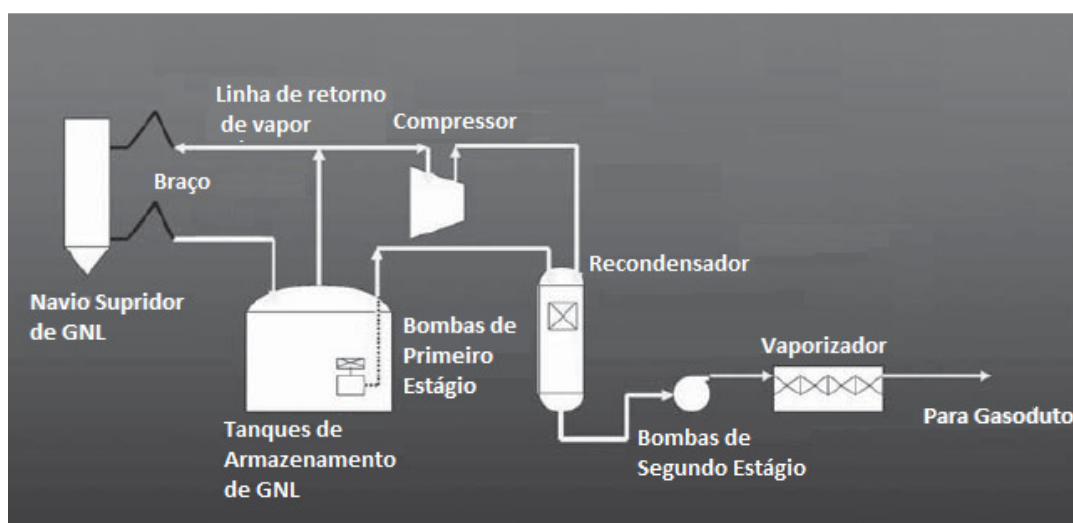 Linha de retorno
de vapor
Compressor
Braço
Recondensador
Navio Supridor
de GNL
Bombas de
Primeiro
Estágio
Vaporizador
Para Gasoduto
Tanques de
Armazenamento
de GNL
Bombas de
Segundo Estágio